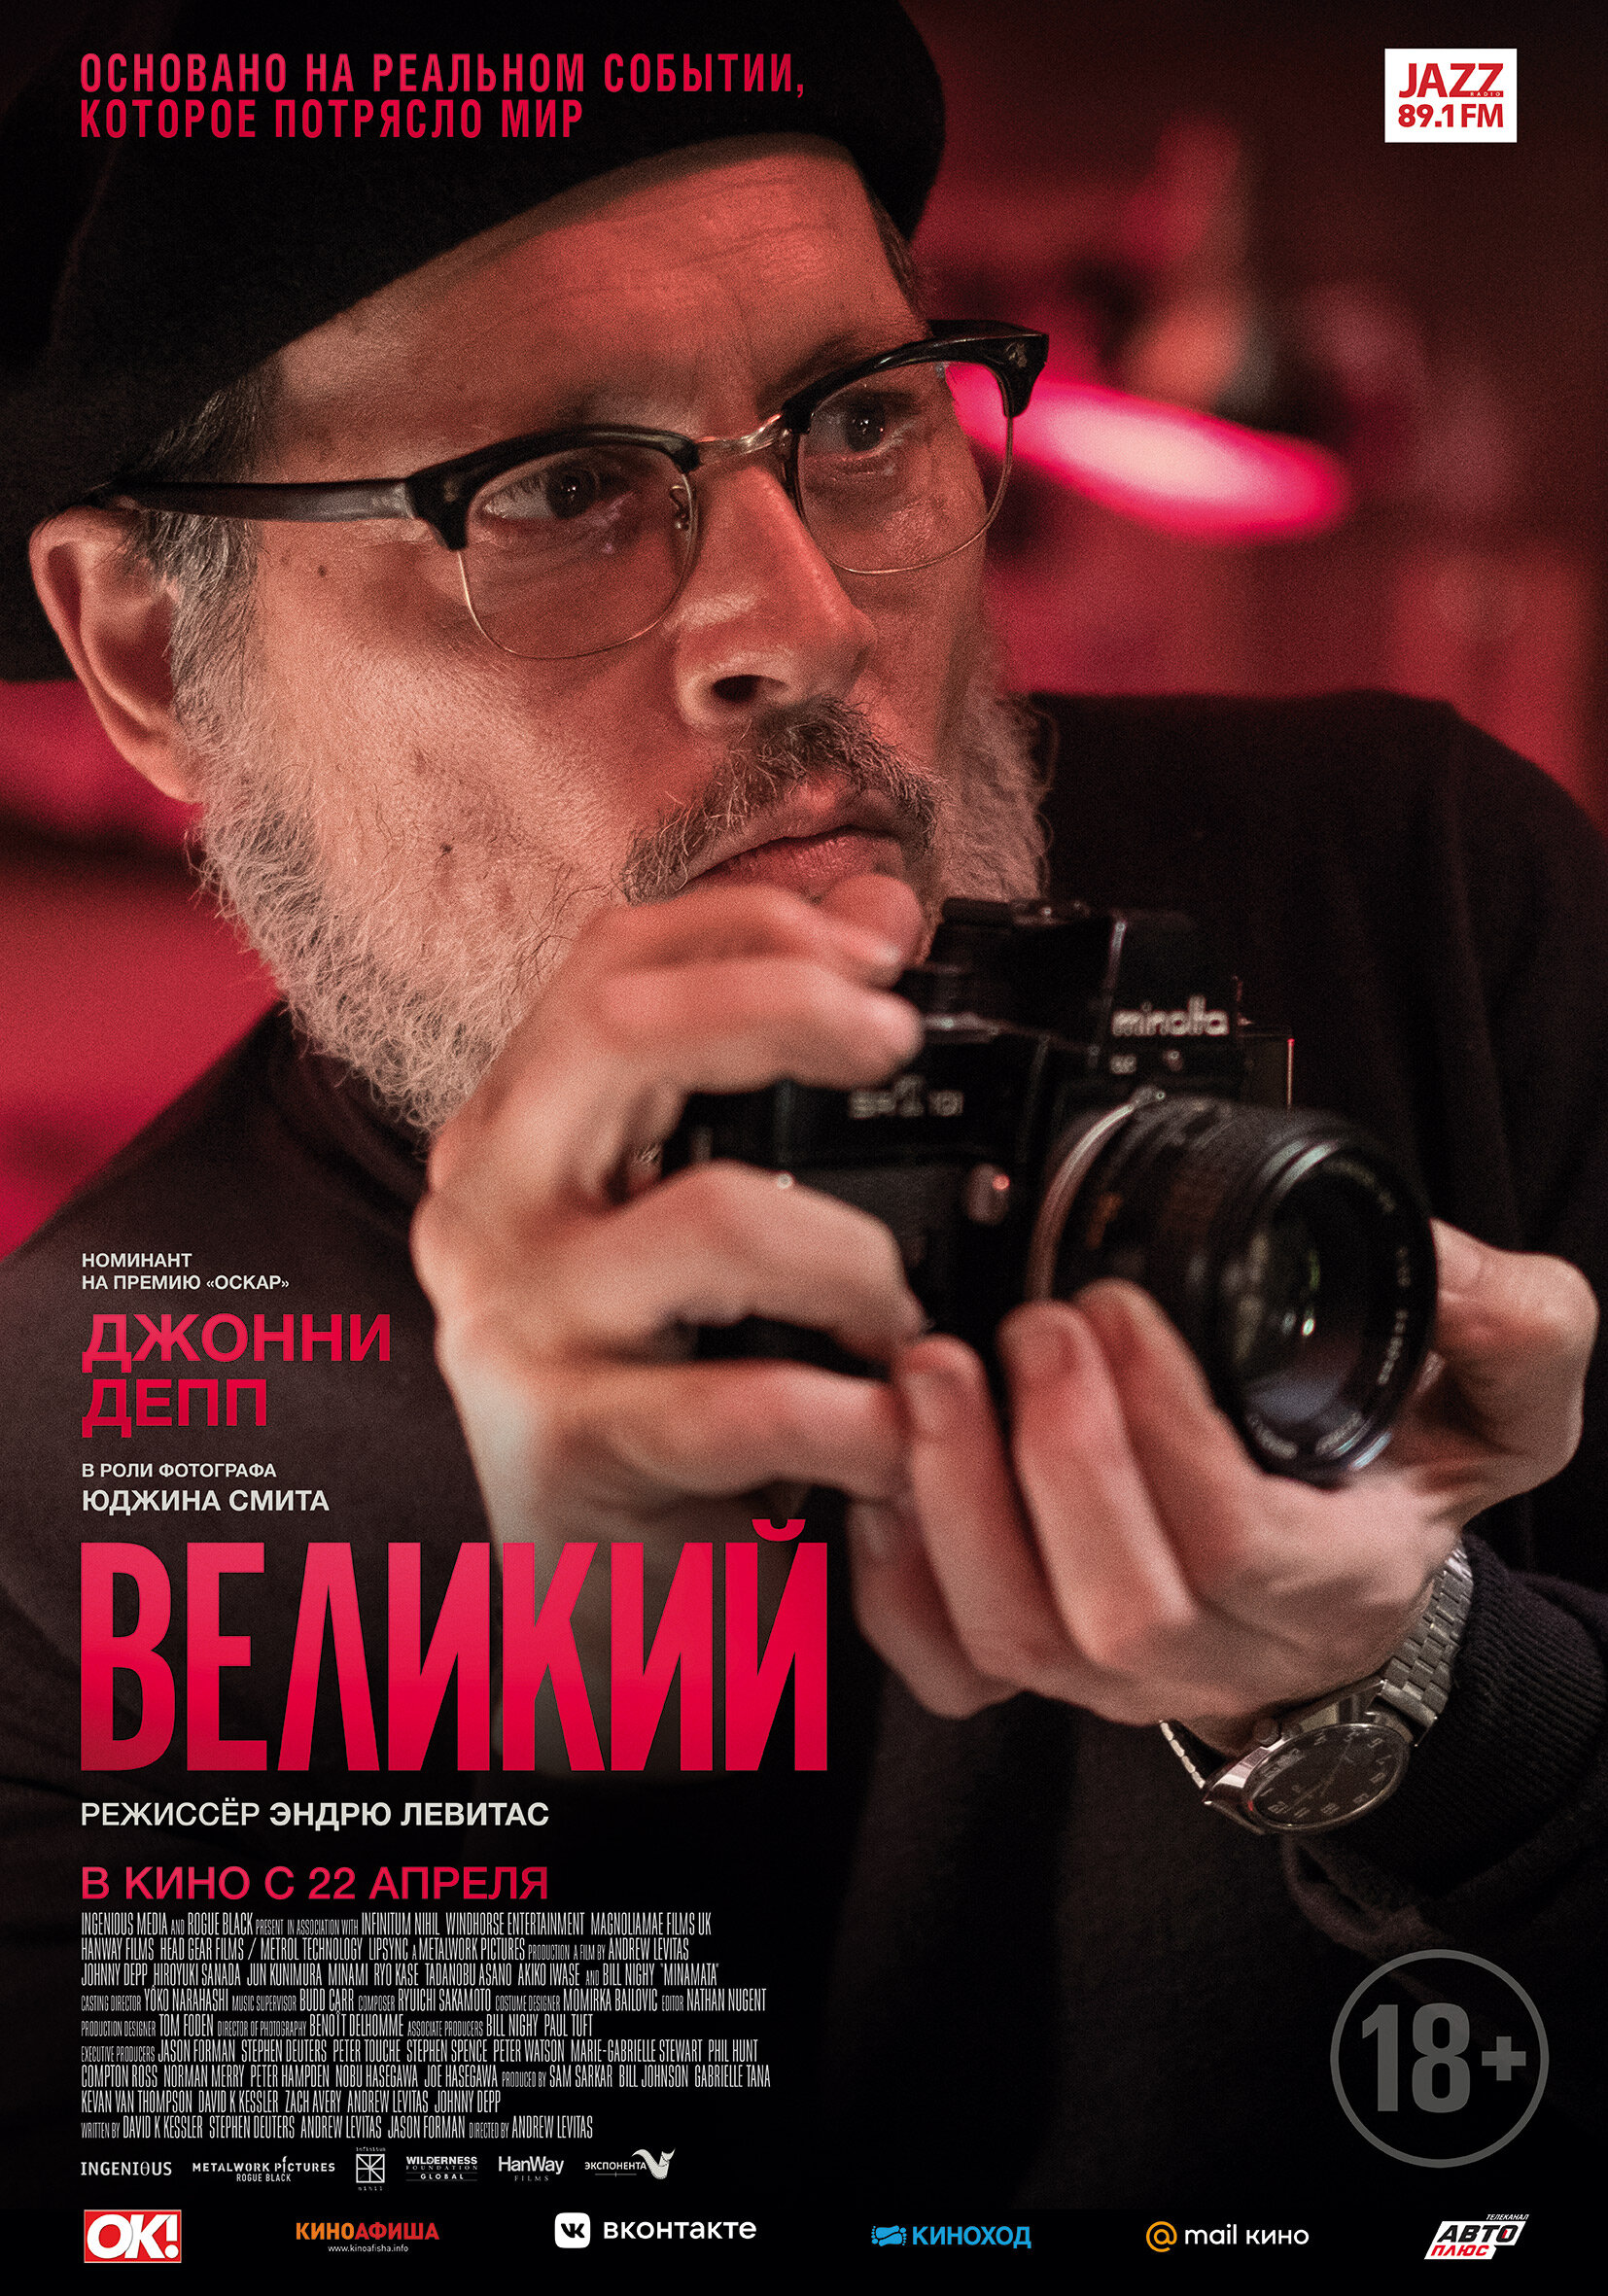 ОСНОВАНО НА РЕАЛЬНОМ СОБЫТИИ,
КОТОРОЕ ПОТРЯСЛО МИР
JAZZ
RADIO
89.1 FM
minolta
НОМИНАНТ
НА ПРЕМИЮ «ОСКАР»
ДЖОННИ
ДЕПП
В РОЛИ ФОТОГРАФА
ЮДЖИНА СМИТА
ВЕЛИКИЙ
РЕЖИССЁР ЭНДРЮ ЛЕВИТАС
В КИНО С 22 АПРЕЛЯ
INGENIOUS MEDIA AND ROGUE BLACK PRESENT IN ASSOCIATION WITH INFINITUM NIHIL WINDHORSE ENTERTAINMENT MAGNOLIAMAE FILMS UK
HANWAY FILMS HEAD GEAR FILMS / METROL TECHNOLOGY LIPSYNC A METALWORK PICTURES PRODUCTION A FILM BY ANDREW LEVITAS
JOHNNY DEPP HIROYUKI SANADA JUN KUNIMURA MINAMI RYO KASE TADANOBU ASANO AKIKO IWASE AND BILL NIGHY "MINAMATA"
CASTING DIRECTOR YÔKO NARAHASHI MUSIC SUPERVISOR BUDD CARR COMPOSER RYUICHI SAKAMOTO COSTUME DESIGNER MOMIRKA BAILOVIC EDITOR NATHAN NUGENT
PRODUCTION DESIGNER TOM FODEN DIRECTOR OF PHOTOGRAPHY BENOÎT DELHOMME ASSOCIATE PRODUCERS BILL NIGHY PAUL TUFT
EXECUTIVE PRODUCERS JASON FORMAN STEPHEN DEUTERS PETER TOUCHE STEPHEN SPENCE PETER WATSON MARIE-GABRIELLE STEWART PHIL HUNT
COMPTON ROSS NORMAN MERRY PETER HAMPDEN NOBU HASEGAWA JOE HASEGAWA PRODUCED BY SAM SARKAR BILL JOHNSON GABRIELLE TANA
KEVAN VAN THOMPSON DAVID K KESSLER ZACH AVERY ANDREW LEVITAS JOHNNY DEPP
WRITTEN BY DAVID K KESSLER STEPHEN DEUTERS ANDREW LEVITAS JASON FORMAN DIRECTED BY ANDREW LEVITAS
18+
INGENIOUS
METALWORK PICTURES
ROGUE BLACK
infinitum
nihil
WILDERNESS
FOUNDATION
GLOBAL
HanWay
FILMS
ЭКСПОНЕНТА
OK!
КИНОАФИША
www.kinoafisha.info
вконтакте
КИНОХОД
@ mail кино
ТЕЛЕКАНАЛ
АВТО
ПЛЮС